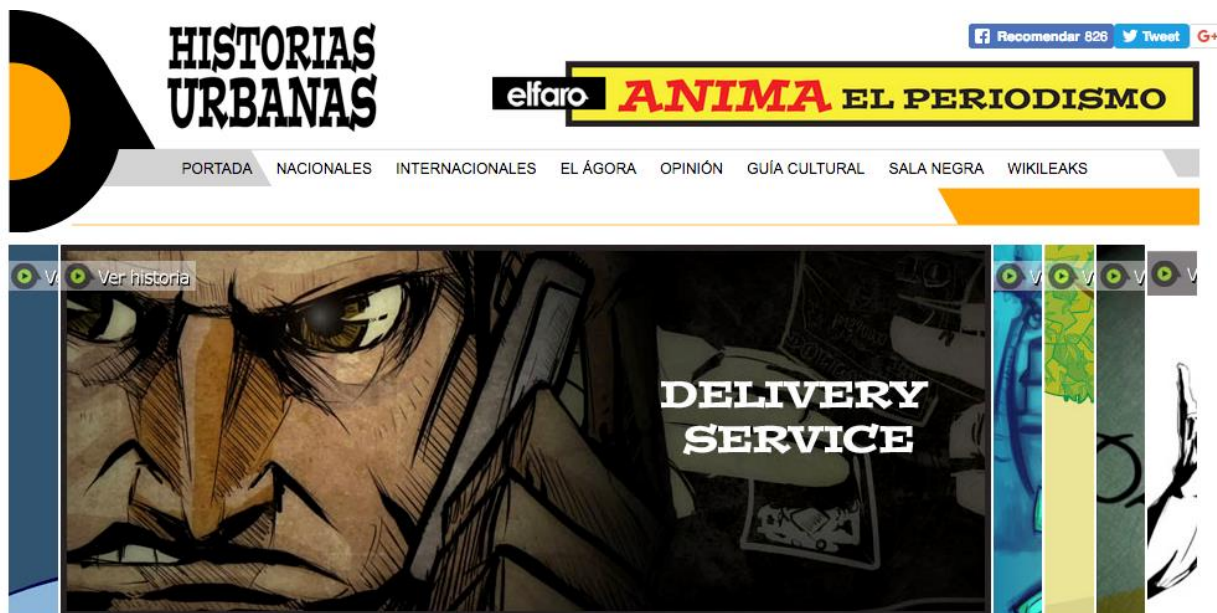 HISTORIAS
URBANAS
Recomendar 826 Tweet G+
elfaro ANIMA EL PERIODISMO
PORTADA NACIONALES INTERNACIONALES EL ÁGORA OPINIÓN GUÍA CULTURAL SALA NEGRA WIKILEAKS
Ver historia
DELIVERY
SERVICE